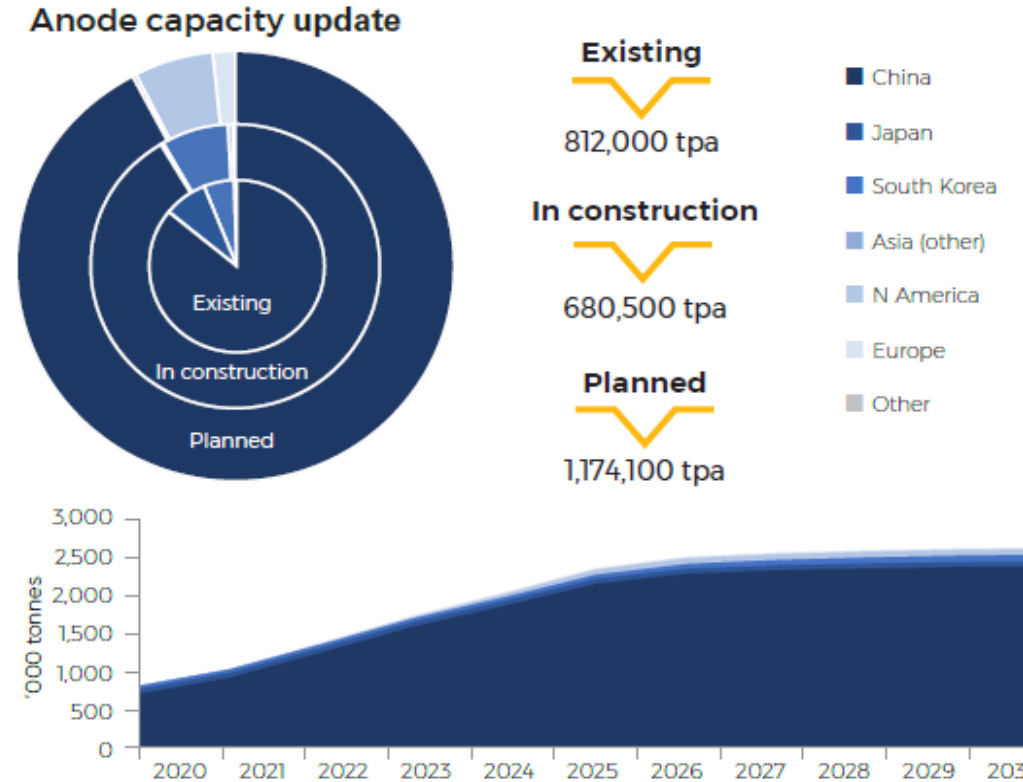 Anode capacity update
Existing
In construction
Planned
Existing
812,000 tpa
In construction
680,500 tpa
Planned
1,174,100 tpa
China
Japan
South Korea
Asia (other)
N America
Europe
Other
'000 tonnes
3,000
2,500
2,000
1,500
1,000
500
0
2020 2021 2022 2023 2024 2025 2026 2027 2028 2029